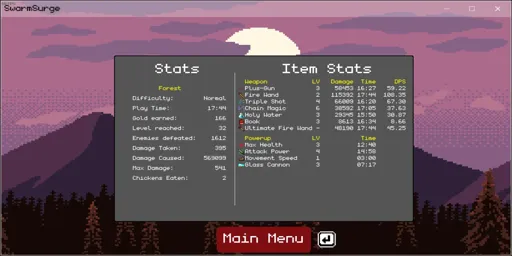 SwarmSurge
Stats
Forest
Difficulty: Normal
Play Time: 17:44
Gold earned: 166
Level reached: 32
Enemies defeated: 1612
Damage Taken: 395
Damage Caused: 563099
Max Damage: 541
Chickens Eaten: 2
Item Stats
Weapon LV Damage Time DPS
Plus-Gun 3 58453 16:27 59.22
Fire Wand 2 115392 17:44 108.35
Triple Shot 4 66009 16:20 67.30
Chain Magic 6 38592 17:05 37.63
Holy Water 3 29345 15:50 30.87
Book 3 8613 16:34 8.66
Ultimate Fire Wand - 48190 17:44 45.25
Powerup LV Time
Max Health 3 12:40
Attack Power 4 14:58
Movement Speed 1 03:00
Glass Cannon 3 07:17
Main Menu